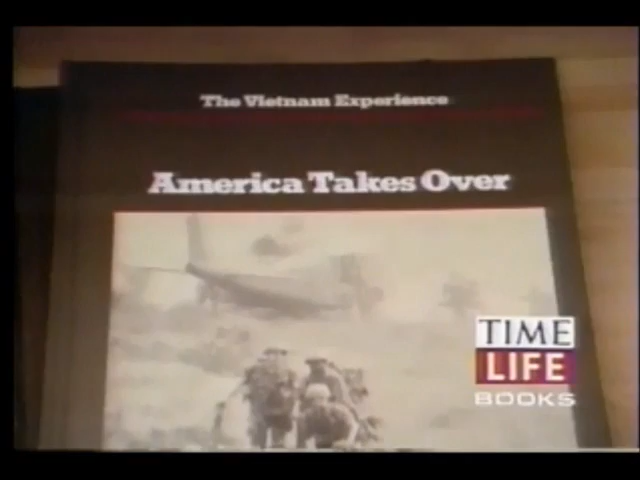 The Vietnam Experience
America Takes Over
TIME
LIFE
BOOKS